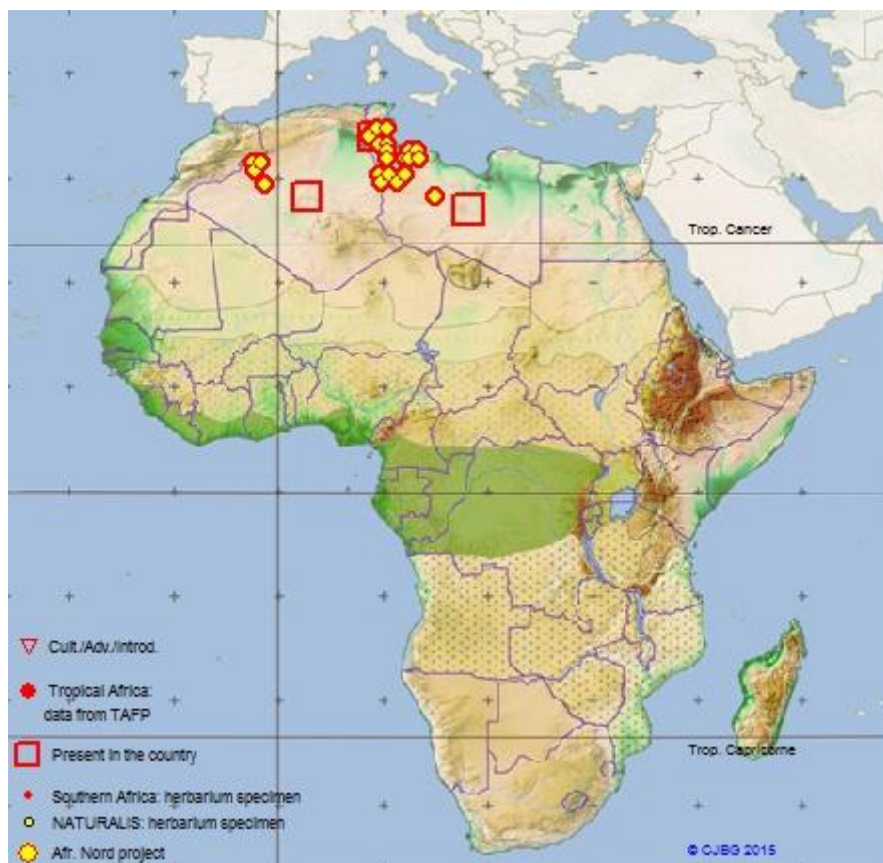 Trop. Cancer
Cult./Adv./Introd.
Tropical Africa:
data from TAFP
Present in the country
Trop. Capricorne
Southern Africa: herbarium specimen
NATURALIS: herbarium specimen
Afr. Nord project
© CJBG 2015